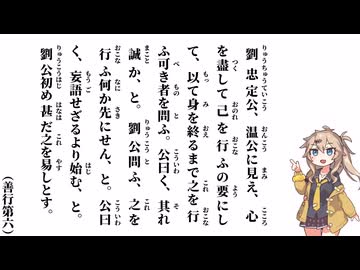 劉忠定公、温公に見え、心
を盡して己を行ふの要にし
て、以て身を終るまで之を行
ふ可き者を問ふ。公曰く、其れ
誠か、と。劉公問ふ、之を
行ふ何か先にせん、と。公曰
く、妄語せざるより始む、と。
劉公初め甚だ之を易しとす。
(善行第六)